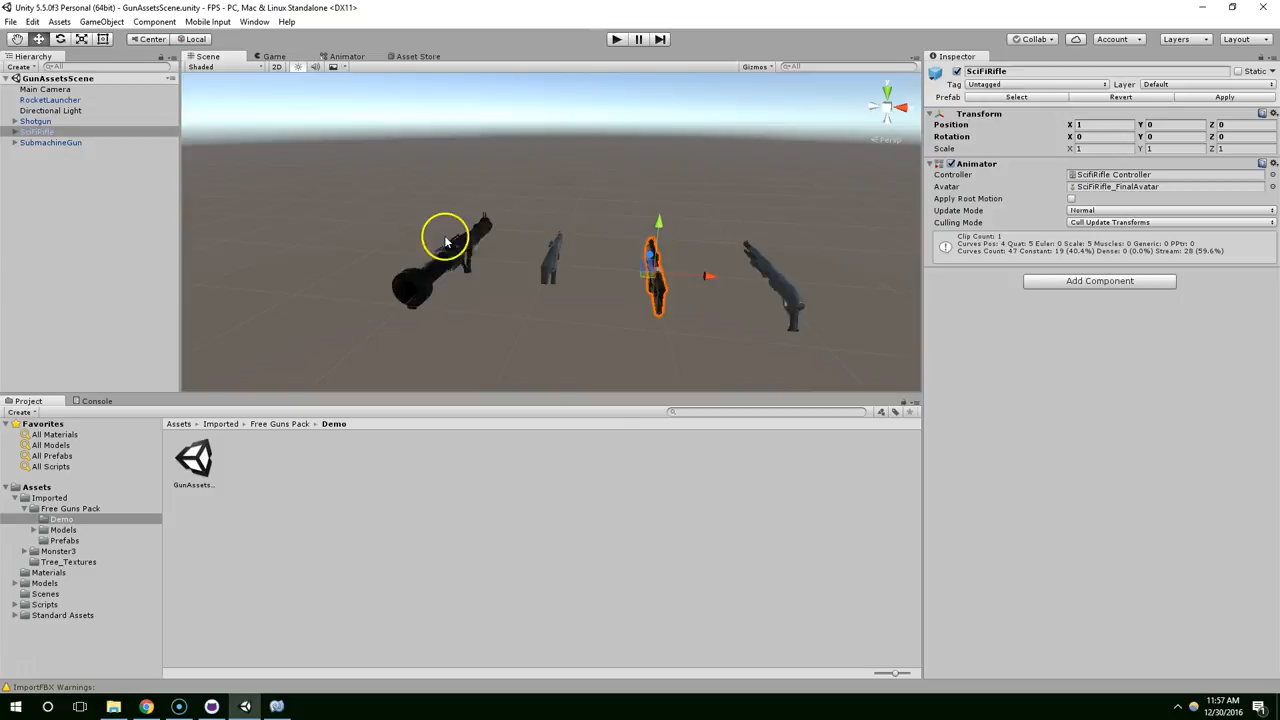 Unity 5.5.0f3 Personal (64bit) - GunAssetsScene.unity - FPS - PC, Mac & Linux Standalone <DX11>
File Edit Assets GameObject Component Mobile Input Window Help
Center Local Collab Account Layers Layout
Hierarchy
Create All
GunAssetsScene
Main Camera
RocketLauncher
Directional Light
Shotgun
SciFiRifle
SubmachineGun
Scene Game Animator Asset Store
Shaded 2D Gizmos All
y
Persp
Inspector
SciFiRifle Static
Tag Untagged Layer Default
Prefab Select Revert Apply
Transform
Position X 1 Y 0 Z 0
Rotation X 0 Y 0 Z 0
Scale X 1 Y 1 Z 1
Animator
Controller ScifiRifle Controller
Avatar SciFiRifle_FinalAvatar
Apply Root Motion
Update Mode Normal
Culling Mode Cull Update Transforms
Clip Count: 1
Curves Pos: 4 Quat: 5 Euler: 0 Scale: 5 Muscles: 0 Generic: 0 PPtr: 0
Curves Count: 47 Constant: 19 (40.4%) Dense: 0 (0.0%) Stream: 28 (59.6%)
Add Component
Project Console
Create
Favorites
All Materials
All Models
All Prefabs
All Scripts
Assets
Imported
Free Guns Pack
Demo
Models
Prefabs
Monster3
Tree_Textures
Materials
Models
Scenes
Scripts
Standard Assets
Assets Imported Free Guns Pack Demo
GunAssets...
ImportFBX Warnings:
11:57 AM
12/30/2016